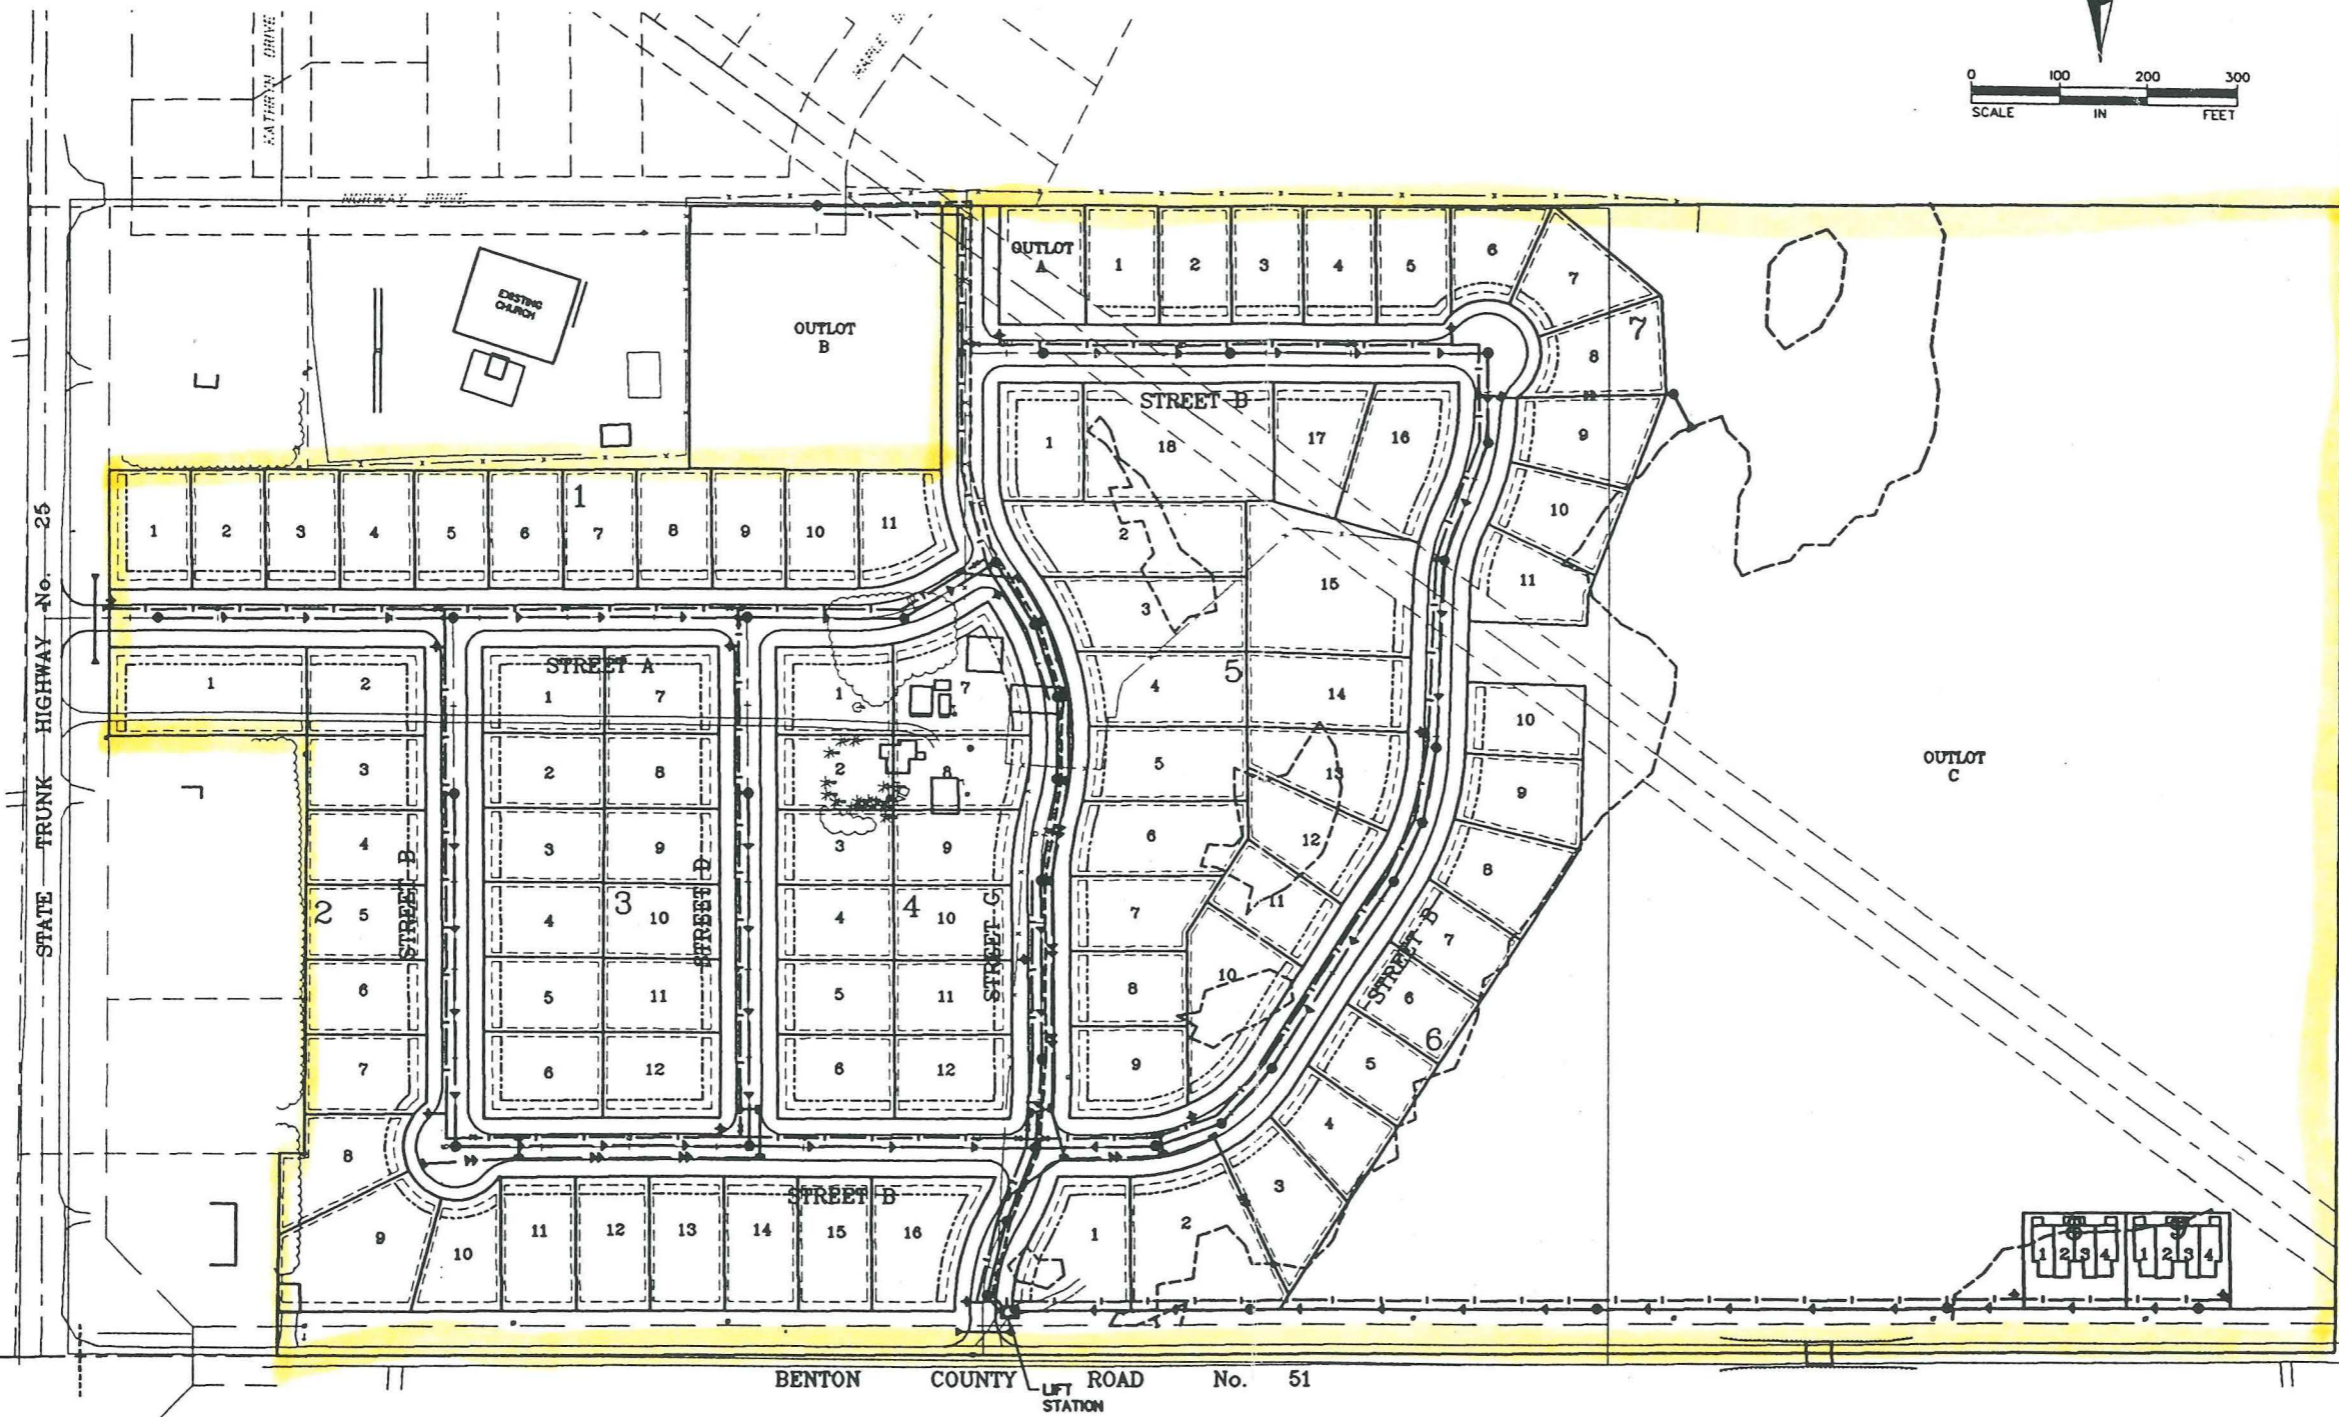 0 100 200 300
SCALE IN FEET
KATHRYN DRIVE
NORWAY DRIVE
EXISTING
CHURCH
OUTLOT
B
OUTLOT
A
1 2 3 4 5 6 7 8 9 10 11
7
STREET B
1 18 17 16
2 3 4 5 6 7 8 9 10 11 12 13 14 15
5
1
1 2 3 4 5 6 7 8 9 10 11
STATE TRUNK HIGHWAY No. 25
STREET A
1 2 3 4 5 6 7 8 9 10 11 12 13 14 15 16
2
STREET B
1 2 3 4 5 6 7 8 9 10 11 12
3
STREET D
1 2 3 4 5 6 7 8 9 10 11 12
4
STREET G
STREET B
1 2 3 4 5 6 7 8 9 10
6
STREET B
OUTLOT
C
1 2 3 4 1 2 3 4
BENTON COUNTY ROAD No. 51
LIFT
STATION